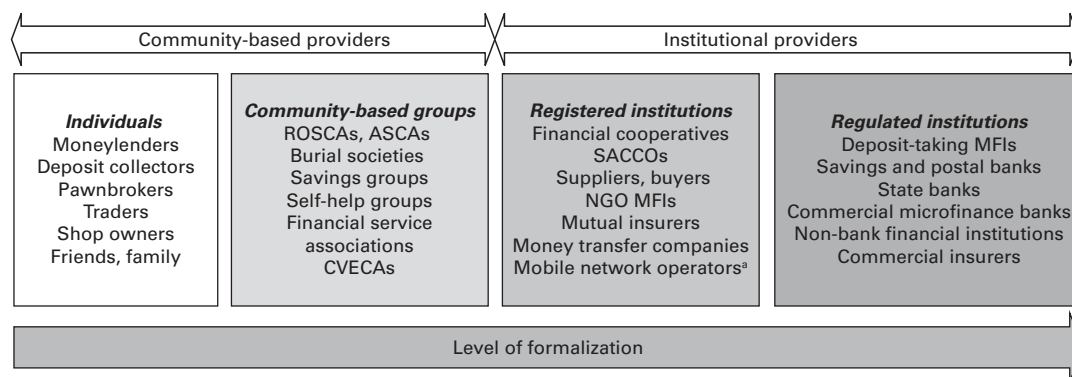 Community-based providers
Institutional providers
Individuals
Moneylenders
Deposit collectors
Pawnbrokers
Traders
Shop owners
Friends, family
Community-based groups
ROSCAs, ASCAs
Burial societies
Savings groups
Self-help groups
Financial service
associations
CVECAs
Registered institutions
Financial cooperatives
SACCOs
Suppliers, buyers
NGO MFIs
Mutual insurers
Money transfer companies
Mobile network operatorsᵃ
Regulated institutions
Deposit-taking MFIs
Savings and postal banks
State banks
Commercial microfinance banks
Non-bank financial institutions
Commercial insurers
Level of formalization